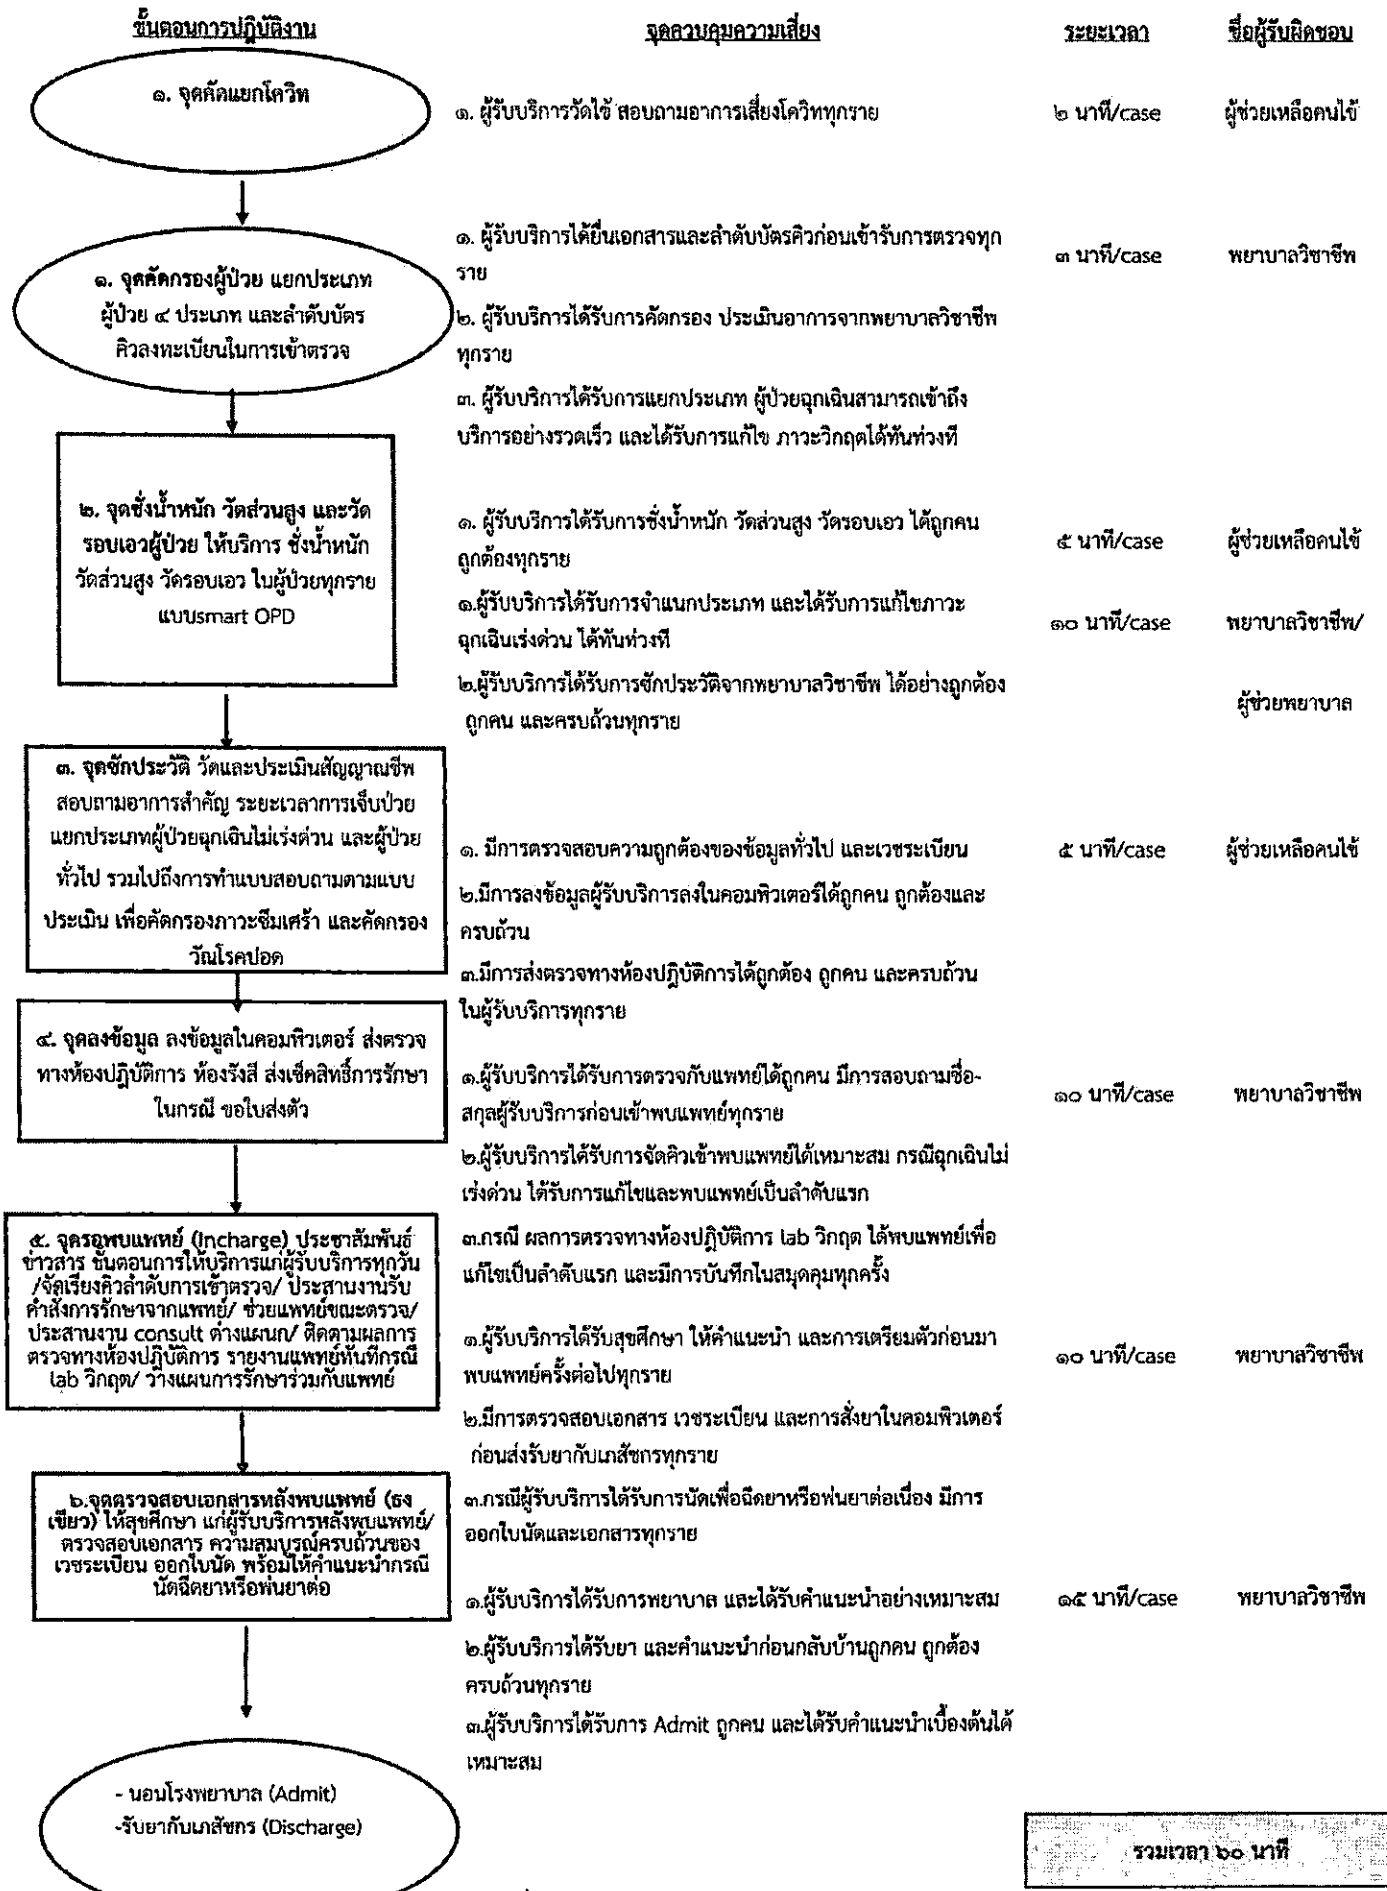 ขั้นตอนการปฏิบัติงาน
จุดควบคุมความเสี่ยง
ระยะเวลา
ชื่อผู้รับผิดชอบ
๑. จุดคัดแยกโควิท
๑. ผู้รับบริการวัดไข้ สอบถามอาการเสี่ยงโควิททุกราย
๒ นาที/case
ผู้ช่วยเหลือคนไข้
๑. จุดคัดกรองผู้ป่วย แยกประเภท
ผู้ป่วย ๔ ประเภท และลำดับบัตร
คิวลงทะเบียนในการเข้าตรวจ
๑. ผู้รับบริการได้ยื่นเอกสารและลำดับบัตรคิวก่อนเข้ารับการตรวจทุก
ราย
๓ นาที/case
พยาบาลวิชาชีพ
๒. ผู้รับบริการได้รับการคัดกรอง ประเมินอาการจากพยาบาลวิชาชีพ
ทุกราย
๓. ผู้รับบริการได้รับการแยกประเภท ผู้ป่วยฉุกเฉินสามารถเข้าถึง
บริการอย่างรวดเร็ว และได้รับการแก้ไข ภาวะวิกฤตได้ทันท่วงที
๒. จุดชั่งน้ำหนัก วัดส่วนสูง และวัด
รอบเอวผู้ป่วย ให้บริการ ชั่งน้ำหนัก
วัดส่วนสูง วัดรอบเอว ในผู้ป่วยทุกราย
แบบsmart OPD
๑. ผู้รับบริการได้รับการชั่งน้ำหนัก วัดส่วนสูง วัดรอบเอว ได้ถูกคน
ถูกต้องทุกราย
๕ นาที/case
ผู้ช่วยเหลือคนไข้
๑.ผู้รับบริการได้รับการจำแนกประเภท และได้รับการแก้ไขภาวะ
ฉุกเฉินเร่งด่วน ได้ทันท่วงที
๑๐ นาที/case
พยาบาลวิชาชีพ/
๒.ผู้รับบริการได้รับการซักประวัติจากพยาบาลวิชาชีพ ได้อย่างถูกต้อง
ถูกคน และครบถ้วนทุกราย
ผู้ช่วยพยาบาล
๓. จุดซักประวัติ วัดและประเมินสัญญาณชีพ
สอบถามอาการสำคัญ ระยะเวลาการเจ็บป่วย
แยกประเภทผู้ป่วยฉุกเฉินไม่เร่งด่วน และผู้ป่วย
ทั่วไป รวมไปถึงการทำแบบสอบถามตามแบบ
ประเมิน เพื่อคัดกรองภาวะซึมเศร้า และคัดกรอง
วัณโรคปอด
๑. มีการตรวจสอบความถูกต้องของข้อมูลทั่วไป และเวชระเบียน
๕ นาที/case
ผู้ช่วยเหลือคนไข้
๒.มีการลงข้อมูลผู้รับบริการลงในคอมพิวเตอร์ได้ถูกคน ถูกต้องและ
ครบถ้วน
๓.มีการส่งตรวจทางห้องปฏิบัติการได้ถูกต้อง ถูกคน และครบถ้วน
ในผู้รับบริการทุกราย
๔. จุดลงข้อมูล ลงข้อมูลในคอมพิวเตอร์ ส่งตรวจ
ทางห้องปฏิบัติการ ห้องรังสี ส่งเช็คสิทธิ์การรักษา
ในกรณี ขอใบส่งตัว
๑.ผู้รับบริการได้รับการตรวจกับแพทย์ได้ถูกคน มีการสอบถามชื่อ-
สกุลผู้รับบริการก่อนเข้าพบแพทย์ทุกราย
๑๐ นาที/case
พยาบาลวิชาชีพ
๒.ผู้รับบริการได้รับการจัดคิวเข้าพบแพทย์ได้เหมาะสม กรณีฉุกเฉินไม่
เร่งด่วน ได้รับการแก้ไขและพบแพทย์เป็นลำดับแรก
๓.กรณี ผลการตรวจทางห้องปฏิบัติการ lab วิกฤต ได้พบแพทย์เพื่อ
แก้ไขเป็นลำดับแรก และมีการบันทึกในสมุดคุมทุกครั้ง
๕. จุดรอพบแพทย์ (Incharge) ประชาสัมพันธ์
ข่าวสาร ขั้นตอนการให้บริการแก่ผู้รับบริการทุกวัน
/จัดเรียงคิวลำดับการเข้าตรวจ/ ประสานงานรับ
คำสั่งการรักษาจากแพทย์/ ช่วยแพทย์ขณะตรวจ/
ประสานงาน consult ต่างแผนก/ ติดตามผลการ
ตรวจทางห้องปฏิบัติการ รายงานแพทย์ทันทีกรณี
lab วิกฤต/ วางแผนการรักษาร่วมกับแพทย์
๑.ผู้รับบริการได้รับสุขศึกษา ให้คำแนะนำ และการเตรียมตัวก่อนมา
พบแพทย์ครั้งต่อไปทุกราย
๑๐ นาที/case
พยาบาลวิชาชีพ
๒.มีการตรวจสอบเอกสาร เวชระเบียน และการสั่งยาในคอมพิวเตอร์
ก่อนส่งรับยากับเภสัชกรทุกราย
๓.กรณีผู้รับบริการได้รับการนัดเพื่อฉีดยาหรือพ่นยาต่อเนื่อง มีการ
ออกใบนัดและเอกสารทุกราย
๖.จุดตรวจสอบเอกสารหลังพบแพทย์ (ธง
เขียว) ให้สุขศึกษา แก่ผู้รับบริการหลังพบแพทย์/
ตรวจสอบเอกสาร ความสมบูรณ์ครบถ้วนของ
เวชระเบียน ออกใบนัด พร้อมให้คำแนะนำกรณี
นัดฉีดยาหรือพ่นยาต่อ
๑.ผู้รับบริการได้รับการพยาบาล และได้รับคำแนะนำอย่างเหมาะสม
๑๕ นาที/case
พยาบาลวิชาชีพ
๒.ผู้รับบริการได้รับยา และคำแนะนำก่อนกลับบ้านถูกคน ถูกต้อง
ครบถ้วนทุกราย
๓.ผู้รับบริการได้รับการ Admit ถูกคน และได้รับคำแนะนำเบื้องต้นได้
เหมาะสม
- นอนโรงพยาบาล (Admit)
-รับยากับเภสัชกร (Discharge)
รวมเวลา ๖๐ นาที